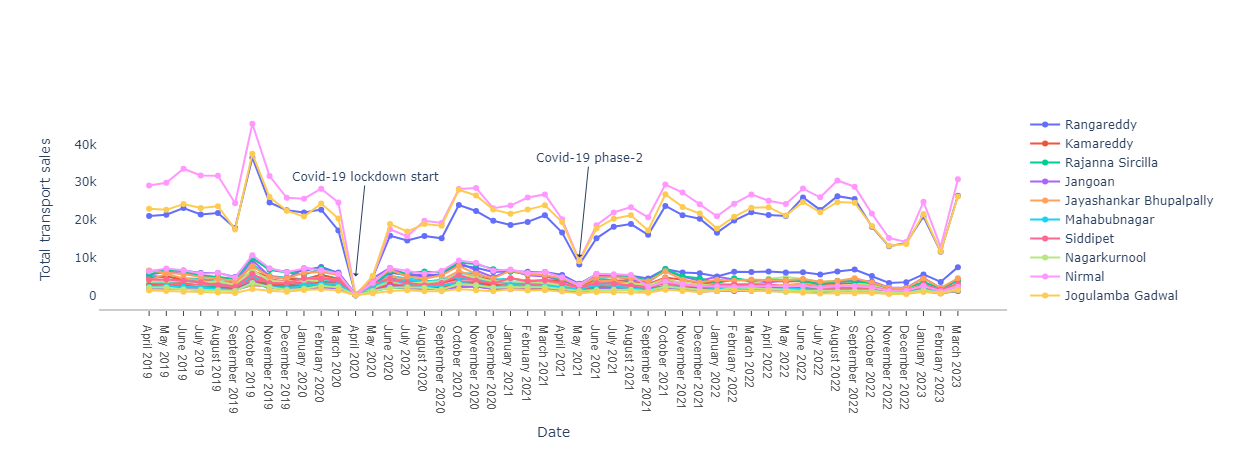 Total transport sales
40k
30k
20k
10k
0
Covid-19 lockdown start
Covid-19 phase-2
April 2019
May 2019
June 2019
July 2019
August 2019
September 2019
October 2019
November 2019
December 2019
January 2020
February 2020
March 2020
April 2020
May 2020
June 2020
July 2020
August 2020
September 2020
October 2020
November 2020
December 2020
January 2021
February 2021
March 2021
April 2021
May 2021
June 2021
July 2021
August 2021
September 2021
October 2021
November 2021
December 2021
January 2022
February 2022
March 2022
April 2022
May 2022
June 2022
July 2022
August 2022
September 2022
October 2022
November 2022
December 2022
January 2023
February 2023
March 2023
Date
Rangareddy
Kamareddy
Rajanna Sircilla
Jangoan
Jayashankar Bhupalpally
Mahabubnagar
Siddipet
Nagarkurnool
Nirmal
Jogulamba Gadwal